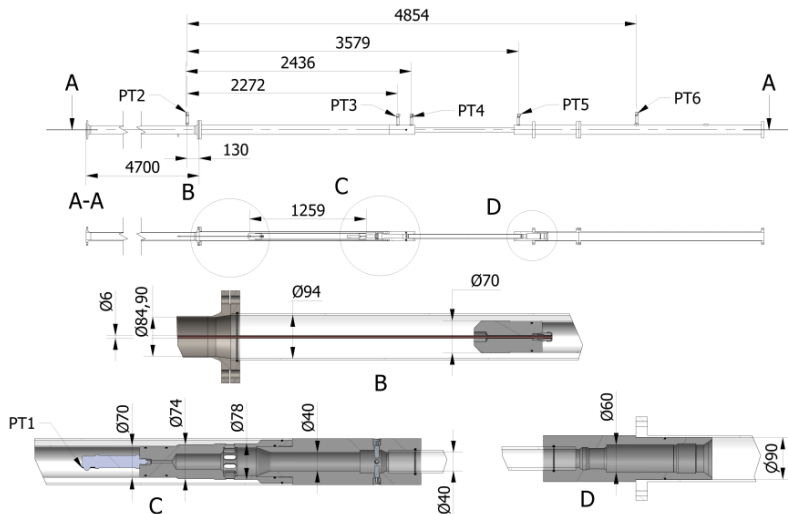 4854
3579
2436
2272
A
A
PT2
PT3
PT4
PT5
PT6
4700
130
B
C
D
A-A
1259
Ø6
Ø84,90
Ø94
Ø70
B
PT1
Ø70
Ø74
Ø78
Ø40
Ø40
C
Ø60
Ø90
D